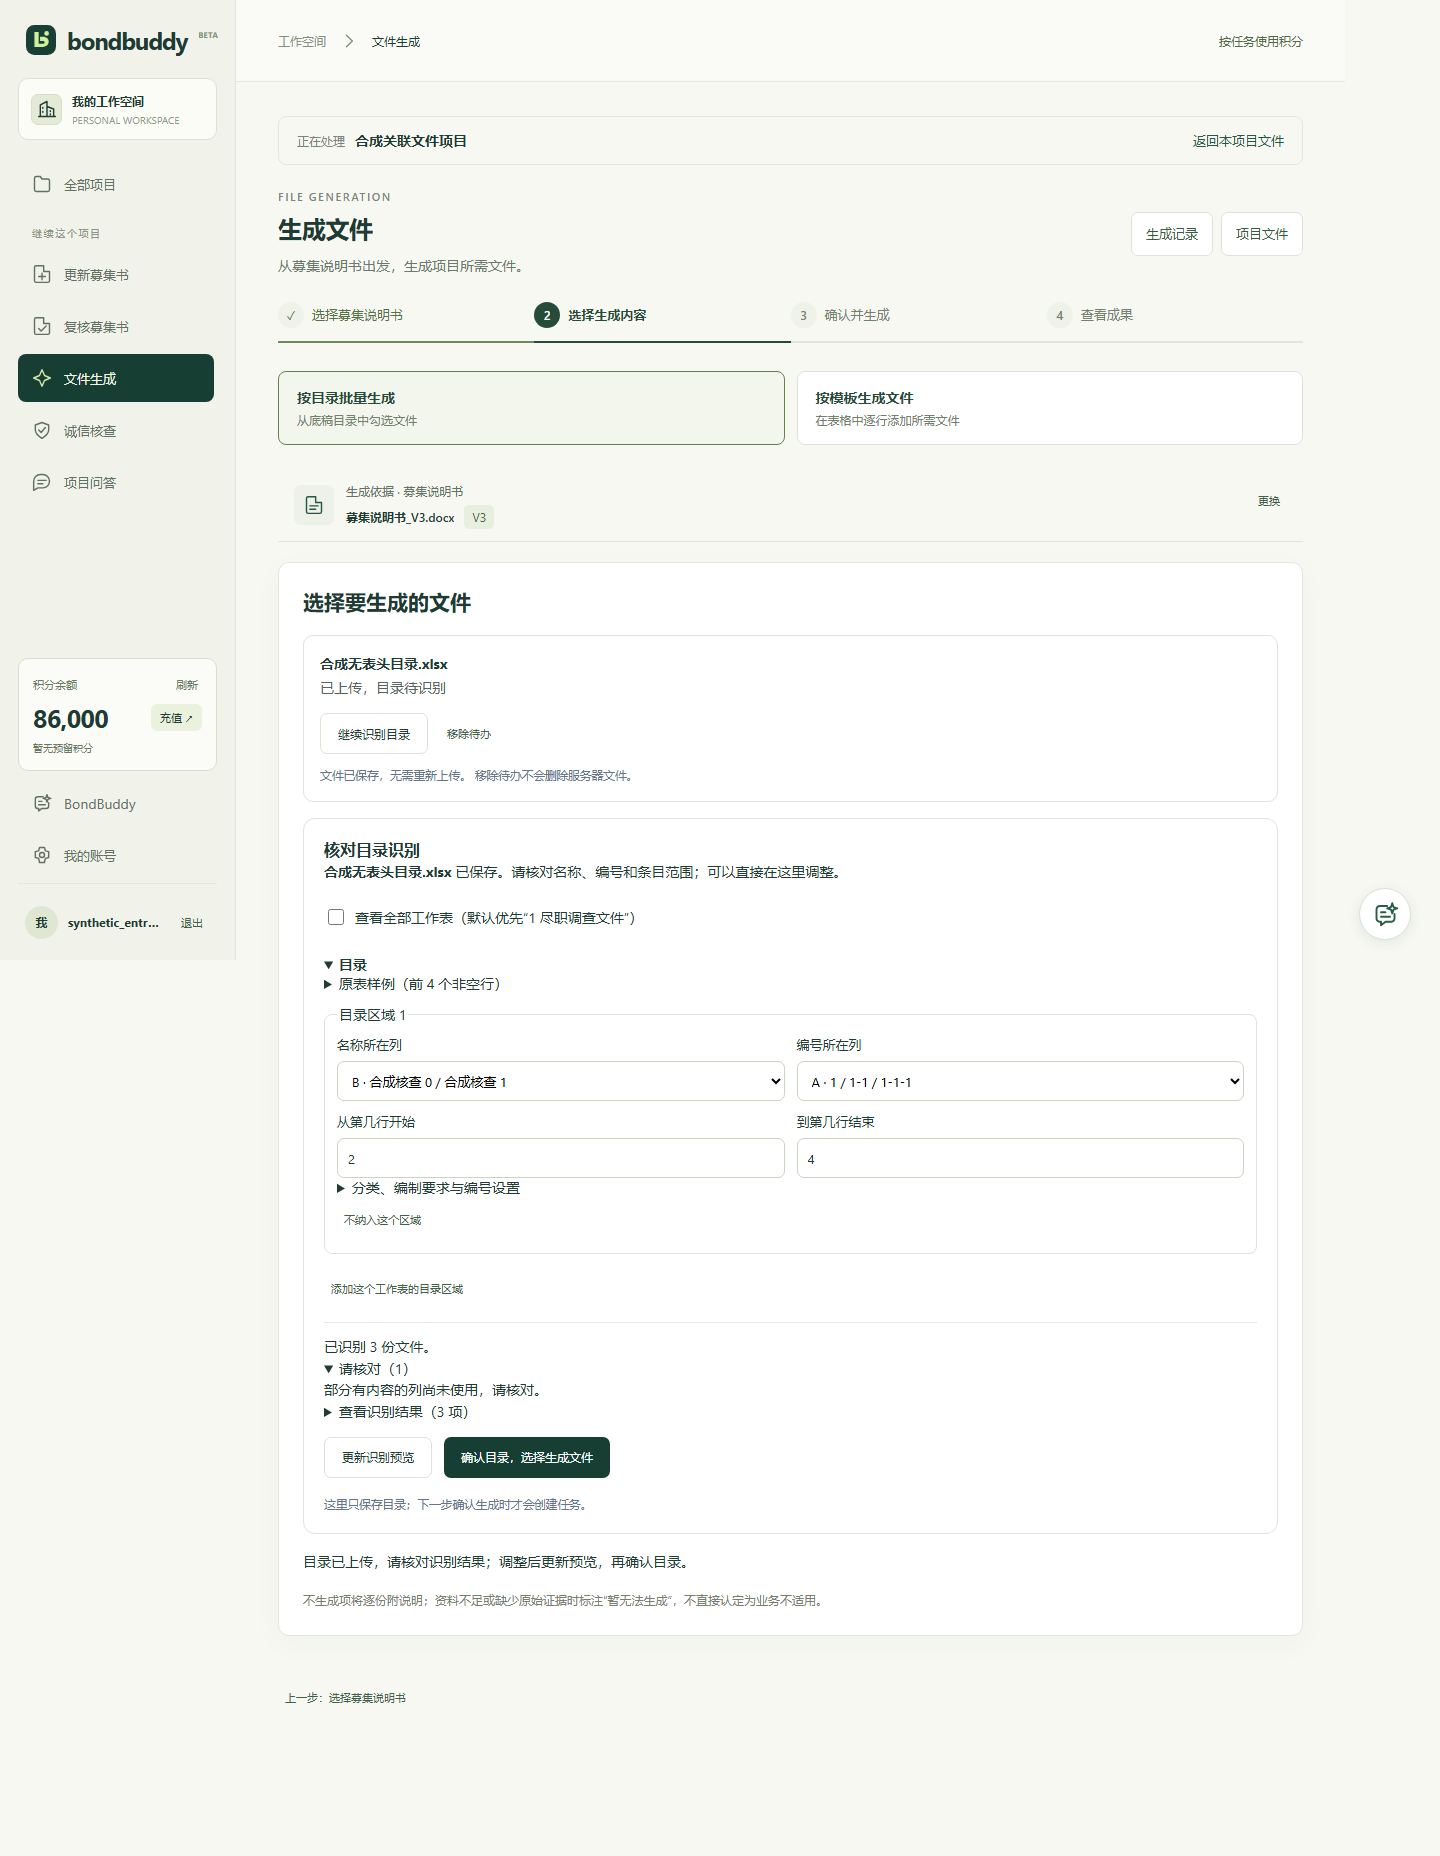 bondbuddy BETA
我的工作空间
PERSONAL WORKSPACE
全部项目
继续这个项目
更新募集书
复核募集书
文件生成
诚信核查
项目问答
积分余额 刷新
86,000 充值 ↗
暂无预留积分
BondBuddy
我的账号
我 synthetic_entr... 退出
工作空间 文件生成 按任务使用积分
正在处理 合成关联文件项目 返回本项目文件
FILE GENERATION
生成文件
从募集说明书出发，生成项目所需文件。
生成记录 项目文件
✓ 选择募集说明书 2 选择生成内容 3 确认并生成 4 查看成果
按目录批量生成
从底稿目录中勾选文件
按模板生成文件
在表格中逐行添加所需文件
生成依据 · 募集说明书
募集说明书_V3.docx V3
更换
选择要生成的文件
合成无表头目录.xlsx
已上传，目录待识别
继续识别目录 移除待办
文件已保存，无需重新上传。 移除待办不会删除服务器文件。
核对目录识别
合成无表头目录.xlsx 已保存。请核对名称、编号和条目范围；可以直接在这里调整。
查看全部工作表（默认优先“1 尽职调查文件”）
▼ 目录
▶ 原表样例（前 4 个非空行）
目录区域 1
名称所在列 编号所在列
B · 合成核查 0 / 合成核查 1 A · 1 / 1-1 / 1-1-1
从第几行开始 到第几行结束
2 4
▶ 分类、编制要求与编号设置
不纳入这个区域
添加这个工作表的目录区域
已识别 3 份文件。
▼ 请核对（1）
部分有内容的列尚未使用，请核对。
▶ 查看识别结果（3 项）
更新识别预览 确认目录，选择生成文件
这里只保存目录；下一步确认生成时才会创建任务。
目录已上传，请核对识别结果；调整后更新预览，再确认目录。
不生成项将逐份附说明；资料不足或缺少原始证据时标注“暂无法生成”，不直接认定为业务不适用。
上一步：选择募集说明书